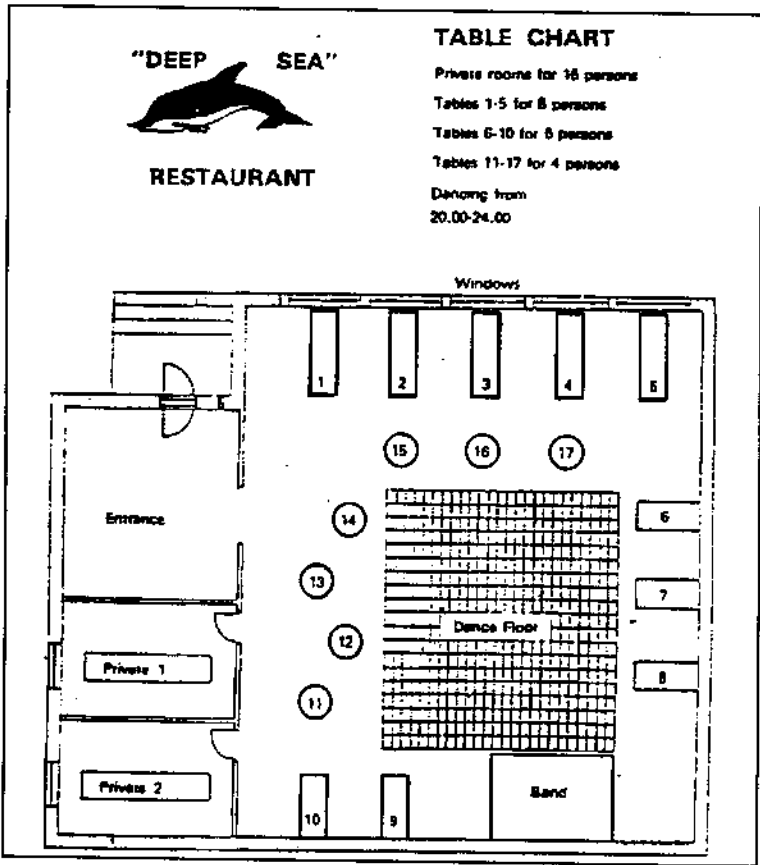 "DEEP SEA"
RESTAURANT
TABLE CHART
Private rooms for persons
Tables 1-5 for 8 persons
Tables 6-10 for persons
Tables 11-17 for 4 persons
Dancing from
20.00-24.00
Windows
1
2
3
4
5
15
16
17
14
6
Entrance
13
7
12
Dance Floor
Private 1
8
11
Private 2
10
9
Band